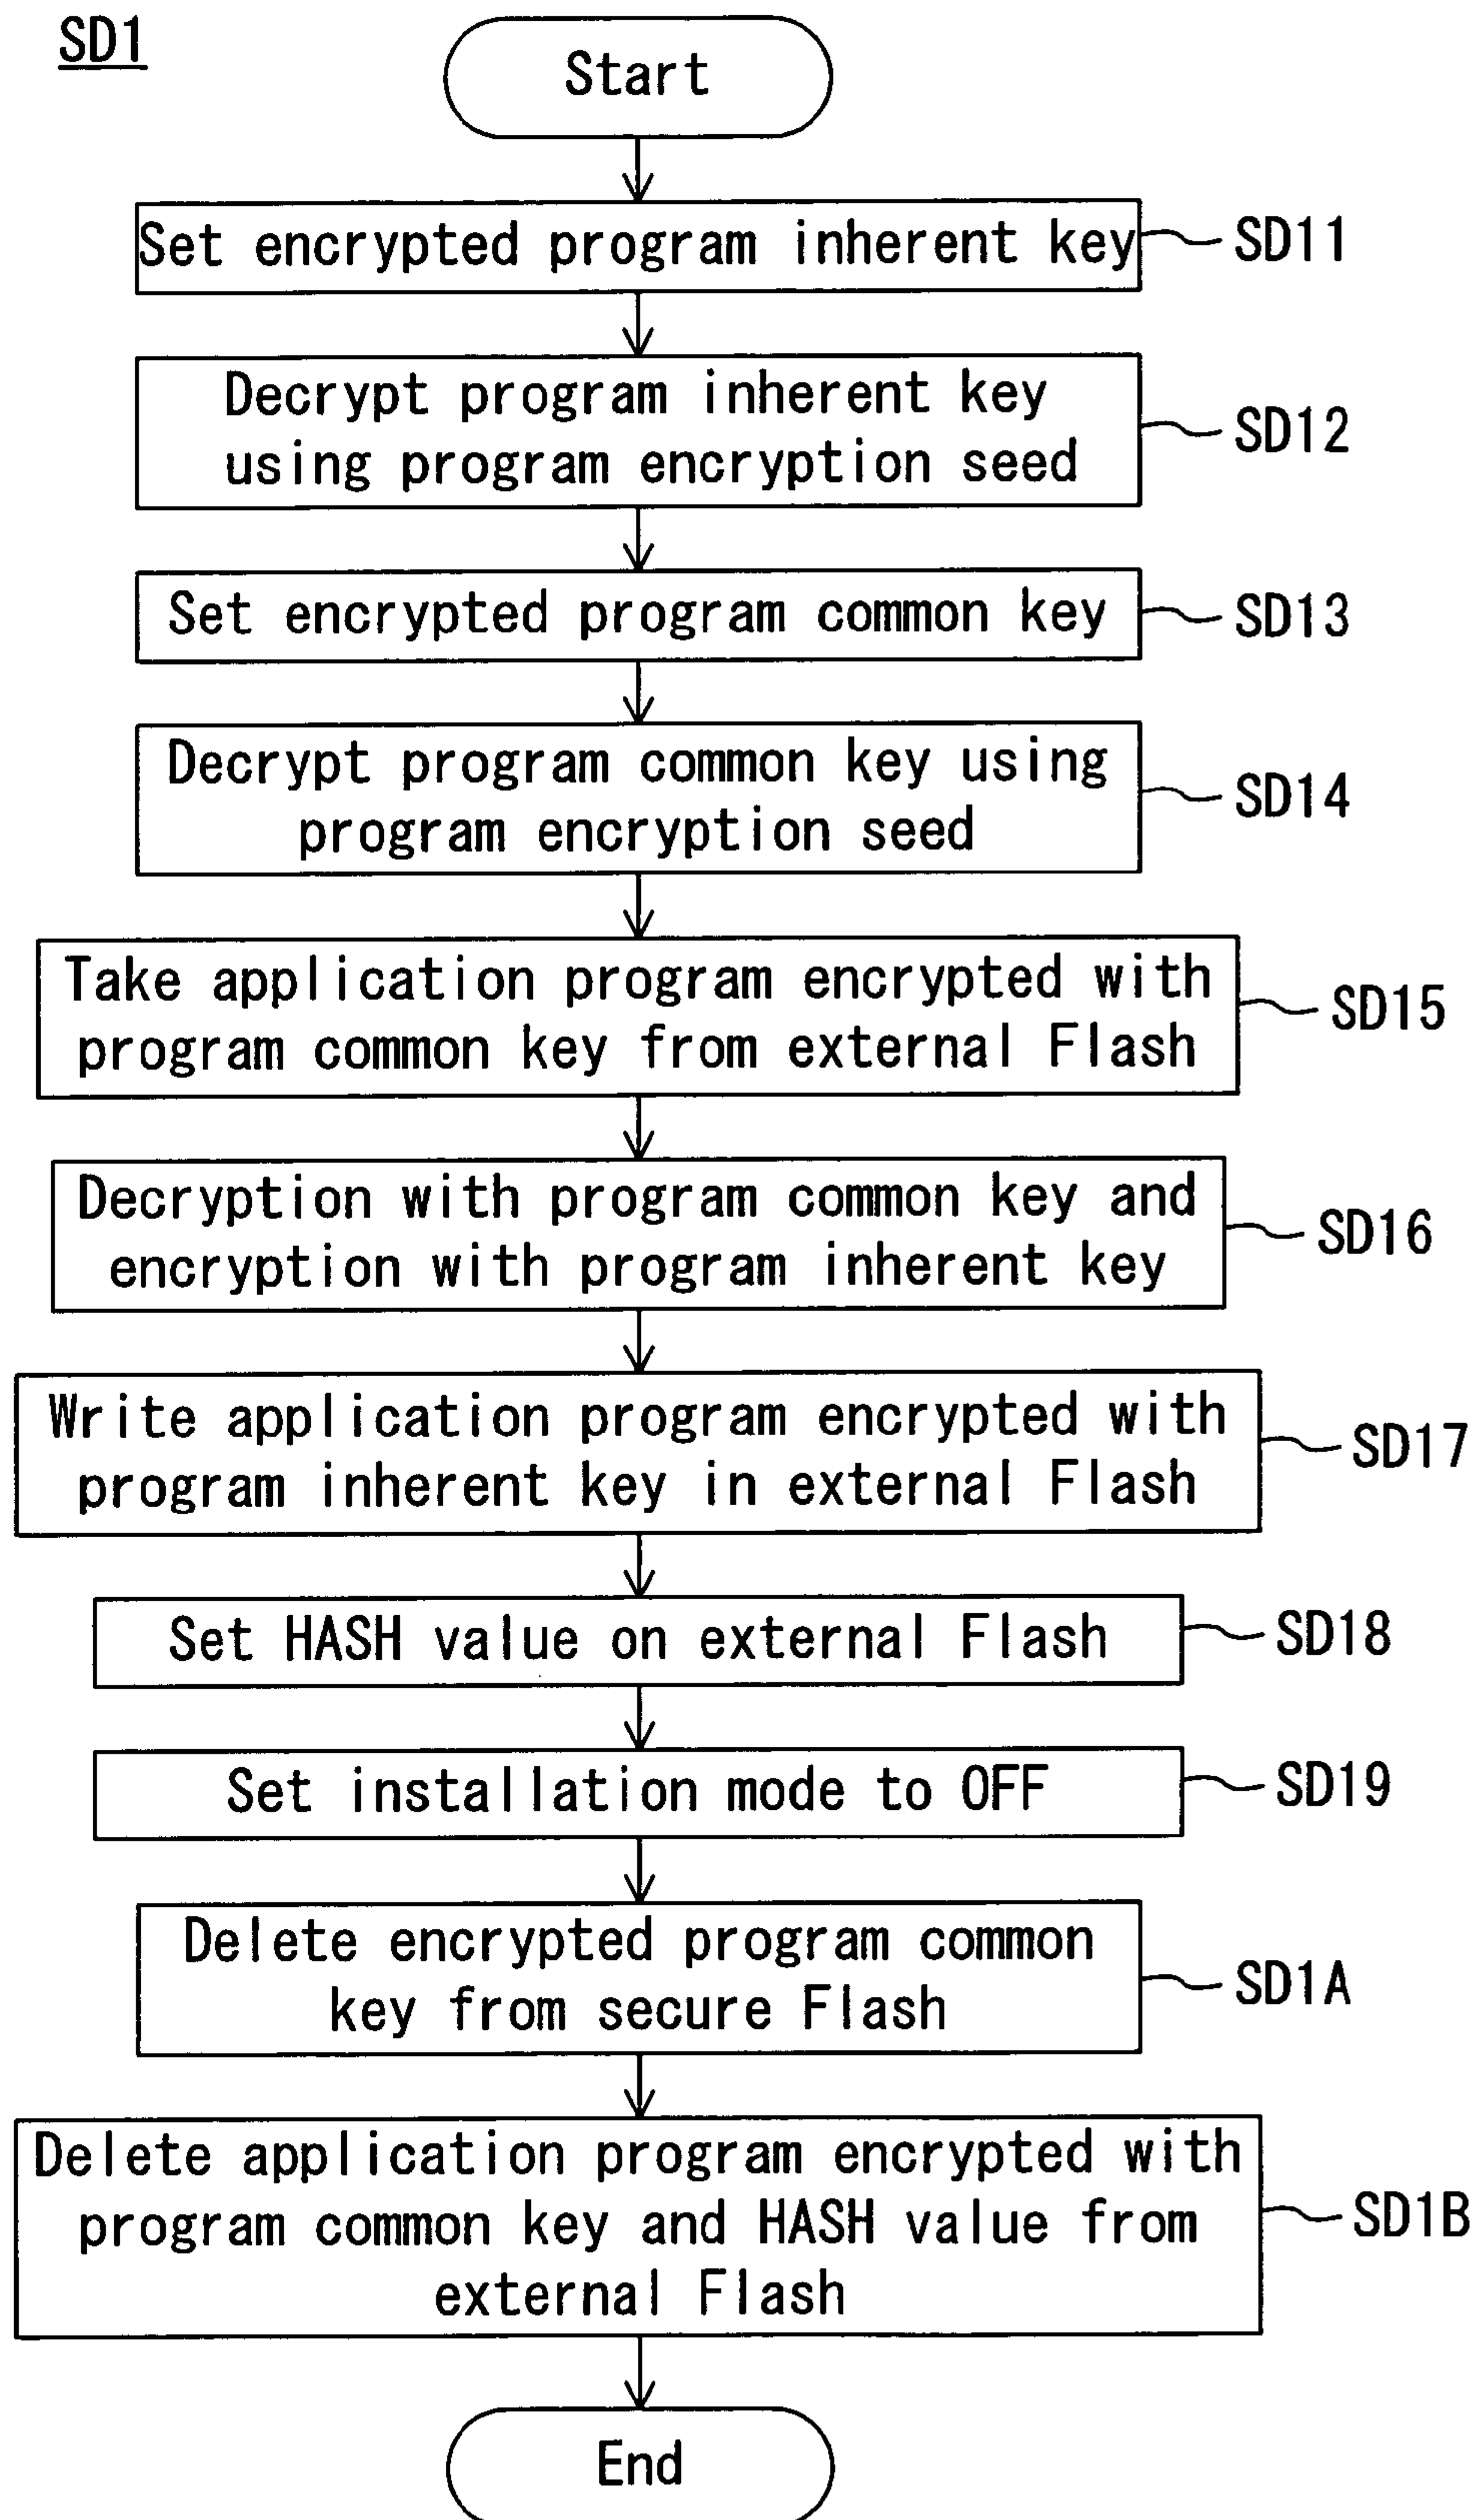 SD1
Start
Set encrypted program inherent key
SD11
Decrypt program inherent key
using program encryption seed
SD12
Set encrypted program common key
SD13
Decrypt program common key using
program encryption seed
SD14
Take application program encrypted with
program common key from external Flash
SD15
Decryption with program common key and
encryption with program inherent key
SD16
Write application program encrypted with
program inherent key in external Flash
SD17
Set HASH value on external Flash
SD18
Set installation mode to OFF
SD19
Delete encrypted program common
key from secure Flash
SD1A
Delete application program encrypted with
program common key and HASH value from
external Flash
SD1B
End